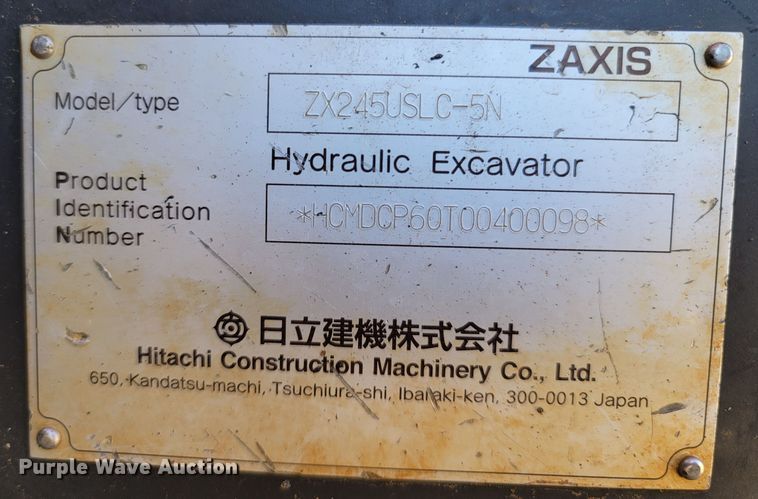 ZAXIS
Model/type ZX245USLC-5N
Hydraulic Excavator
Product
Identification
Number
*HCMDCP60T00400098*
日立建機株式会社
Hitachi Construction Machinery Co., Ltd.
650, Kandatsu-machi, Tsuchiura-shi, Ibaraki-ken, 300-0013 Japan
Purple Wave Auction